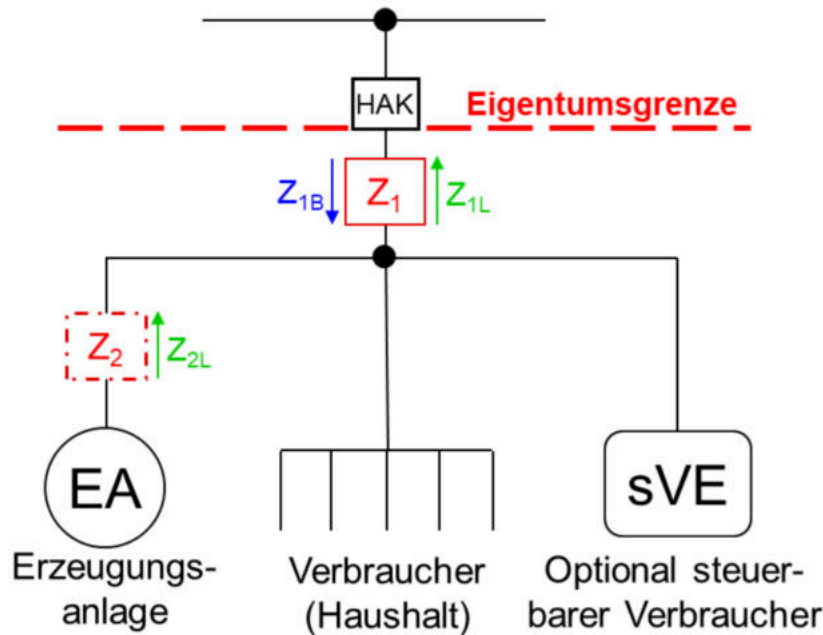 HAK
Eigentumsgrenze
Z1B
Z1
Z1L
Z2
Z2L
EA
sVE
Erzeugungs-
anlage
Verbraucher
(Haushalt)
Optional steuer-
barer Verbraucher